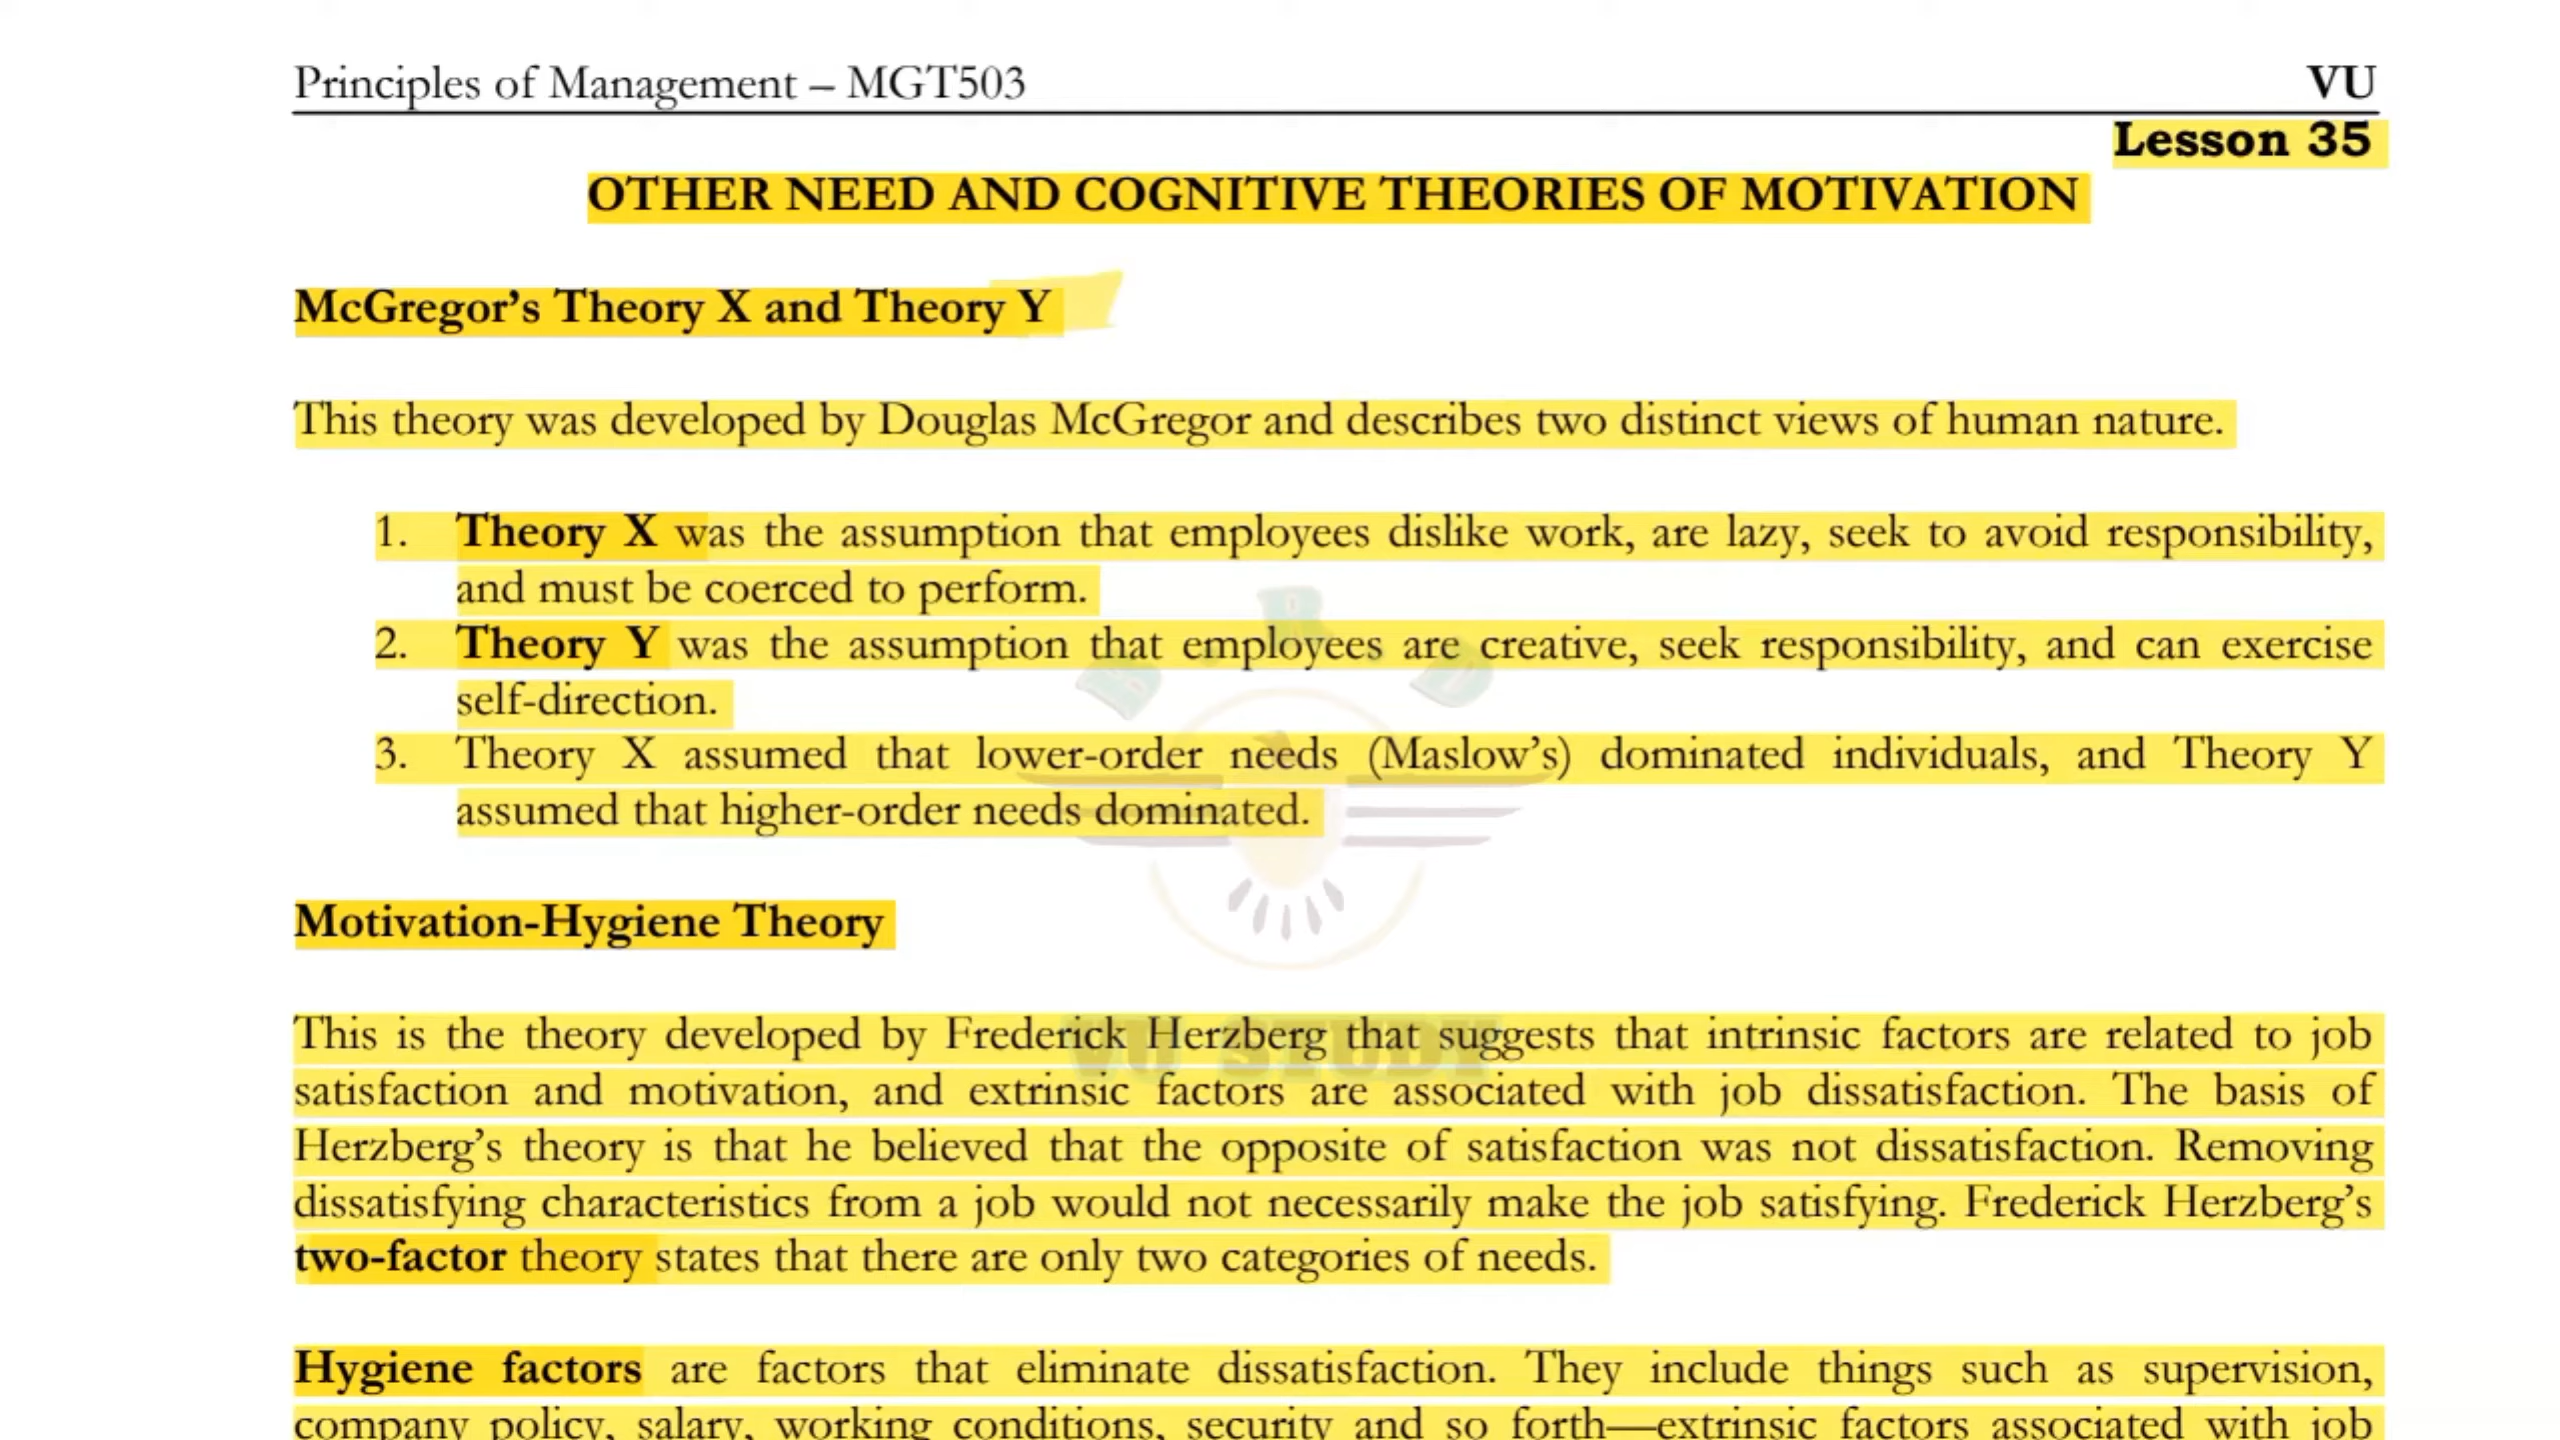 Principles of Management – MGT503 VU
Lesson 35
OTHER NEED AND COGNITIVE THEORIES OF MOTIVATION
McGregor’s Theory X and Theory Y
This theory was developed by Douglas McGregor and describes two distinct views of human nature.
1. Theory X was the assumption that employees dislike work, are lazy, seek to avoid responsibility,
and must be coerced to perform.
2. Theory Y was the assumption that employees are creative, seek responsibility, and can exercise
self-direction.
3. Theory X assumed that lower-order needs (Maslow’s) dominated individuals, and Theory Y
assumed that higher-order needs dominated.
Motivation-Hygiene Theory
This is the theory developed by Frederick Herzberg that suggests that intrinsic factors are related to job
satisfaction and motivation, and extrinsic factors are associated with job dissatisfaction. The basis of
Herzberg’s theory is that he believed that the opposite of satisfaction was not dissatisfaction. Removing
dissatisfying characteristics from a job would not necessarily make the job satisfying. Frederick Herzberg’s
two-factor theory states that there are only two categories of needs.
Hygiene factors are factors that eliminate dissatisfaction. They include things such as supervision,
company policy, salary, working conditions, security and so forth—extrinsic factors associated with job
VU STUDY